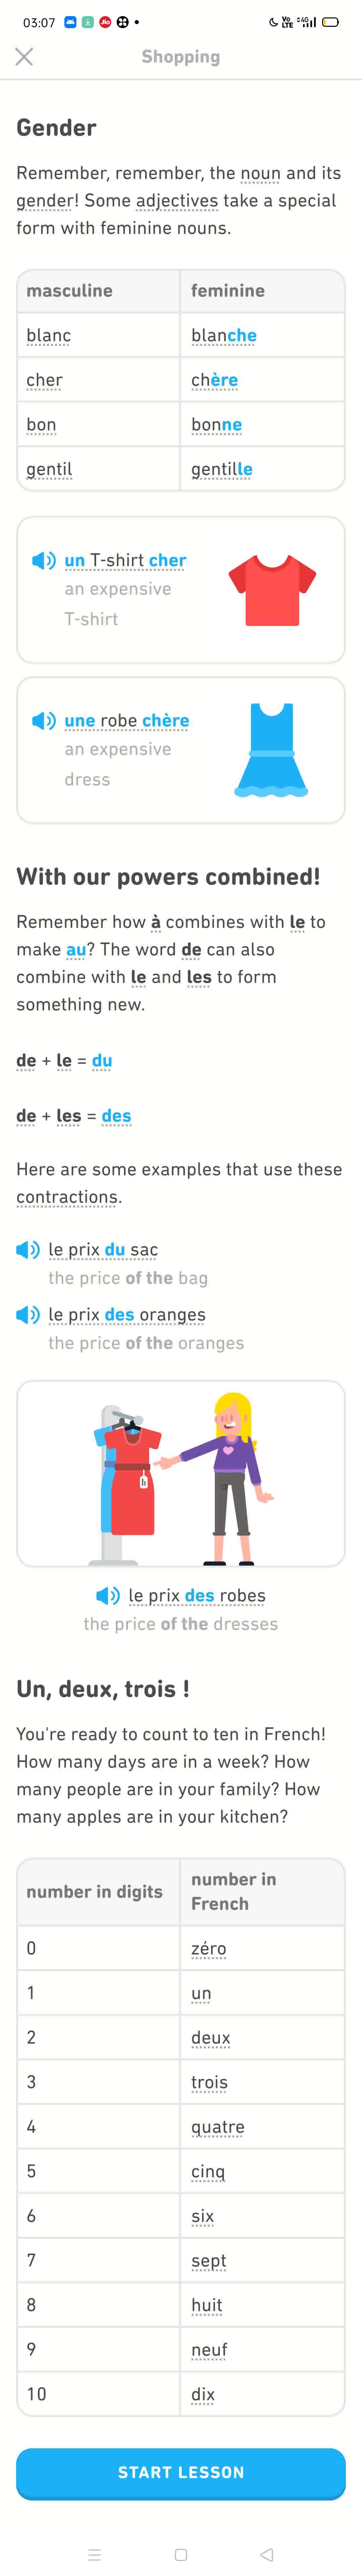 03:07
Jio
Vo LTE 4G
Shopping
Gender
Remember, remember, the noun and its
gender! Some adjectives take a special
form with feminine nouns.
masculine feminine
blanc blanche
cher chère
bon bonne
gentil gentille
un T-shirt cher
an expensive
T-shirt
une robe chère
an expensive
dress
With our powers combined!
Remember how à combines with le to
make au? The word de can also
combine with le and les to form
something new.
de + le = du
de + les = des
Here are some examples that use these
contractions.
le prix du sac
the price of the bag
le prix des oranges
the price of the oranges
le prix des robes
the price of the dresses
Un, deux, trois !
You're ready to count to ten in French!
How many days are in a week? How
many people are in your family? How
many apples are in your kitchen?
number in digits number in
French
0 zéro
1 un
2 deux
3 trois
4 quatre
5 cinq
6 six
7 sept
8 huit
9 neuf
10 dix
START LESSON